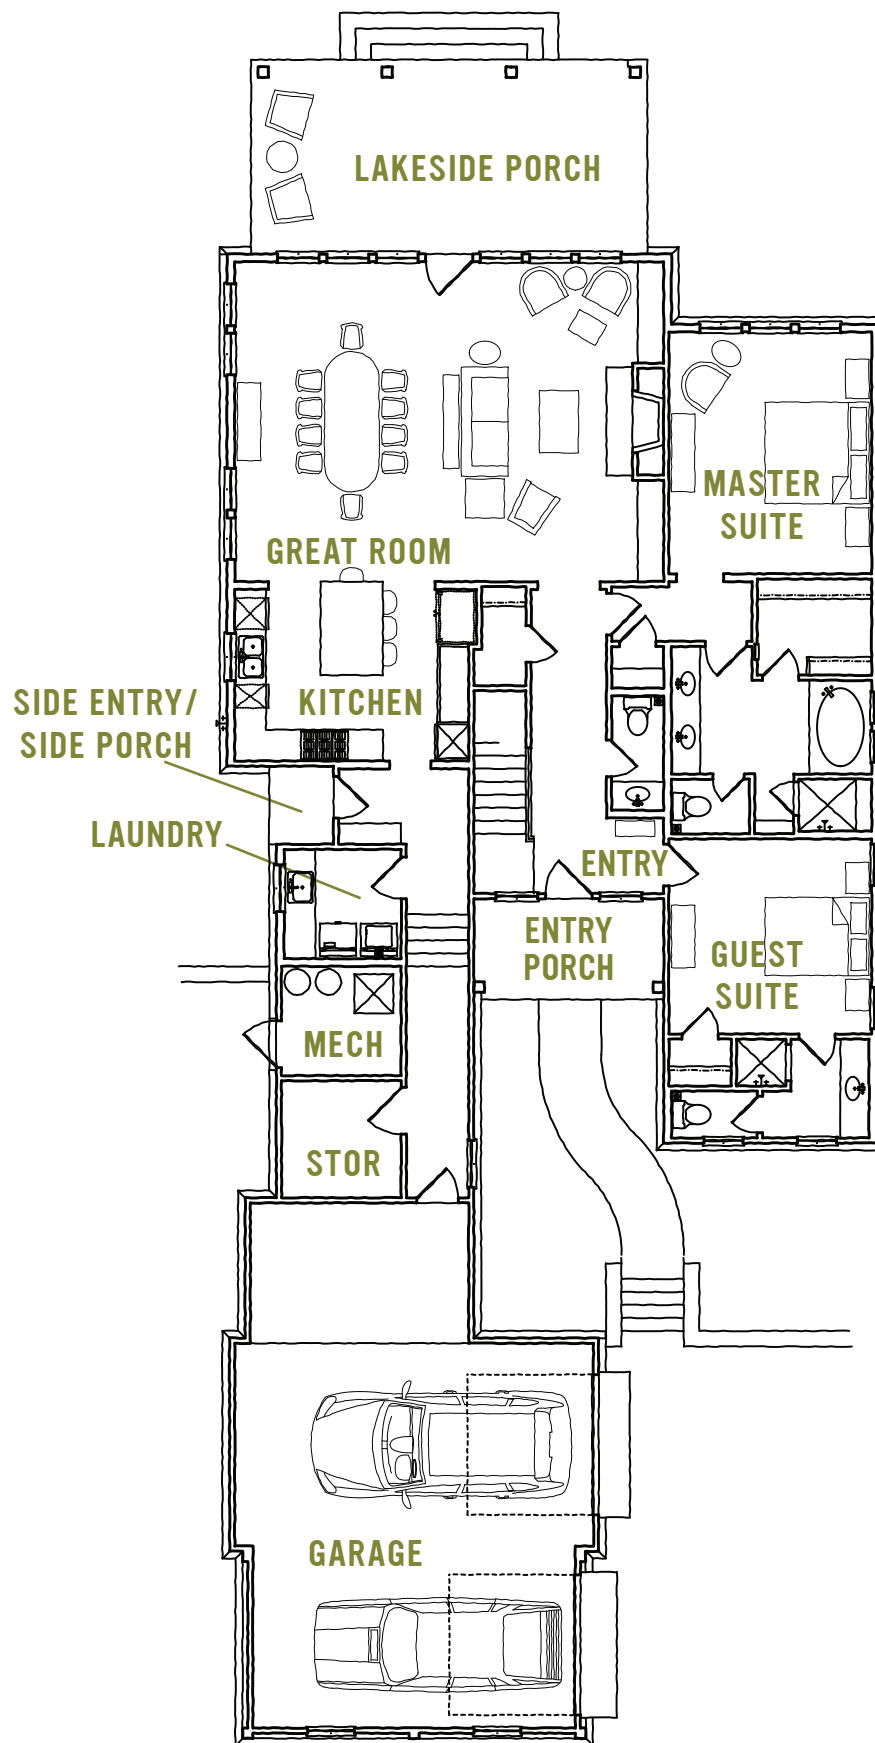 LAKESIDE PORCH
MASTER
SUITE
GREAT ROOM
KITCHEN
SIDE ENTRY/
SIDE PORCH
LAUNDRY
ENTRY
ENTRY
PORCH
GUEST
SUITE
MECH
STOR
GARAGE